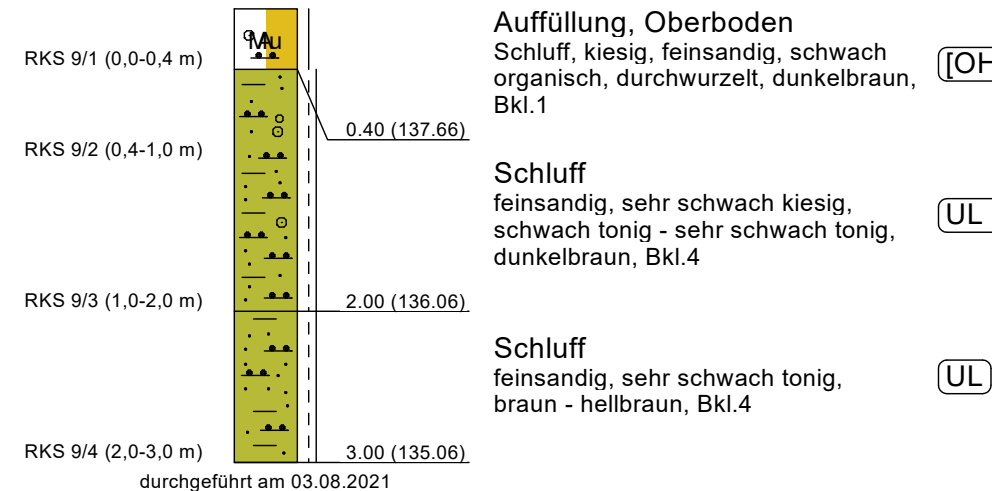 Mu
RKS 9/1 (0,0-0,4 m)
Auffüllung, Oberboden
Schluff, kiesig, feinsandig, schwach
organisch, durchwurzelt, dunkelbraun,
Bkl.1
[OH
0.40 (137.66)
RKS 9/2 (0,4-1,0 m)
Schluff
feinsandig, sehr schwach kiesig,
schwach tonig - sehr schwach tonig,
dunkelbraun, Bkl.4
UL
RKS 9/3 (1,0-2,0 m)
2.00 (136.06)
Schluff
feinsandig, sehr schwach tonig,
braun - hellbraun, Bkl.4
UL
RKS 9/4 (2,0-3,0 m)
3.00 (135.06)
durchgeführt am 03.08.2021